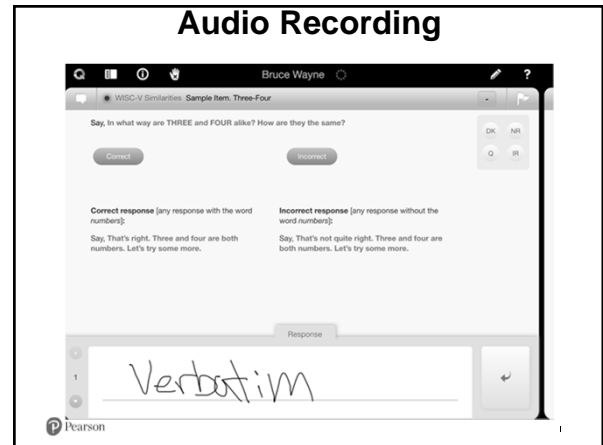 Audio Recording
Q Bruce Wayne ?
WISC-V Similarities Sample Item. Three-Four
Say, In what way are THREE and FOUR alike? How are they the same?
DK NR
Correct Incorrect
Q IR
Correct response [any response with the word
numbers]:
Say, That's right. Three and four are both
numbers. Let's try some more.
Incorrect response [any response without the
word numbers]:
Say, That's not quite right. Three and four are
both numbers. Let's try some more.
Response
1
Verbatim
P Pearson